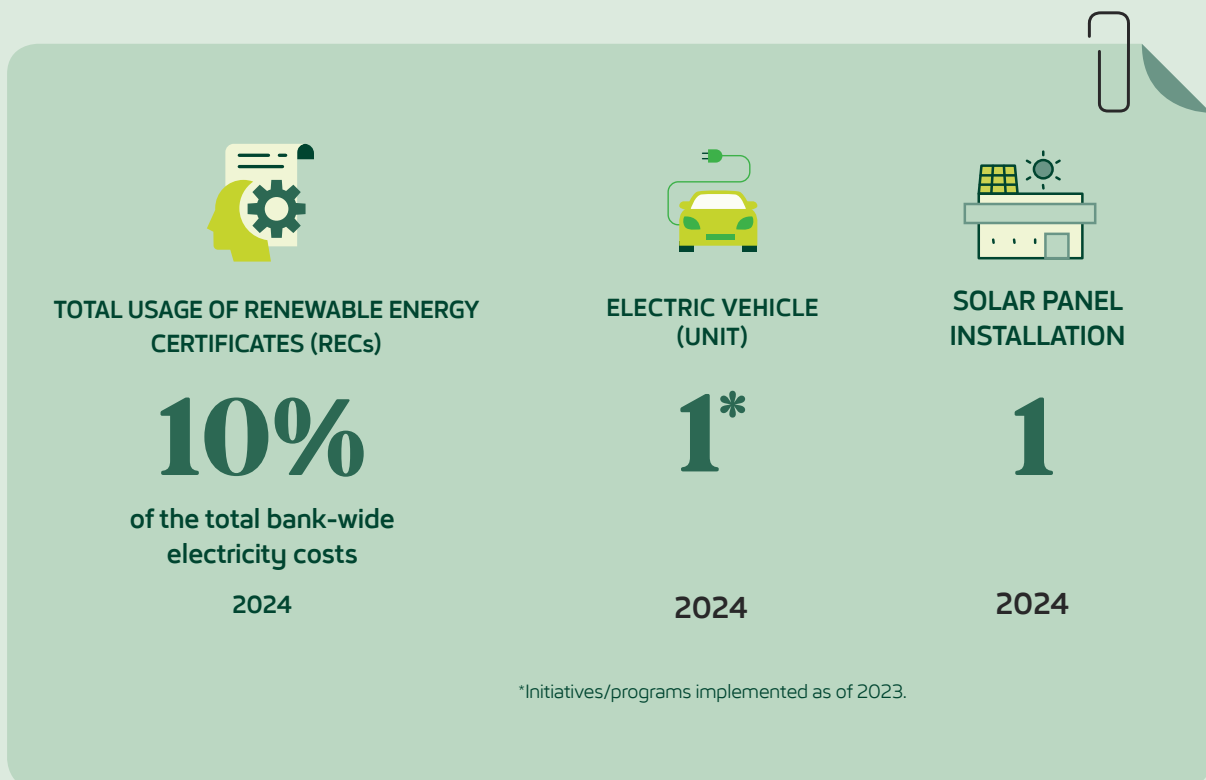 TOTAL USAGE OF RENEWABLE ENERGY
CERTIFICATES (RECs)
10%
of the total bank-wide
electricity costs
2024
ELECTRIC VEHICLE
(UNIT)
1*
2024
SOLAR PANEL
INSTALLATION
1
2024
*Initiatives/programs implemented as of 2023.